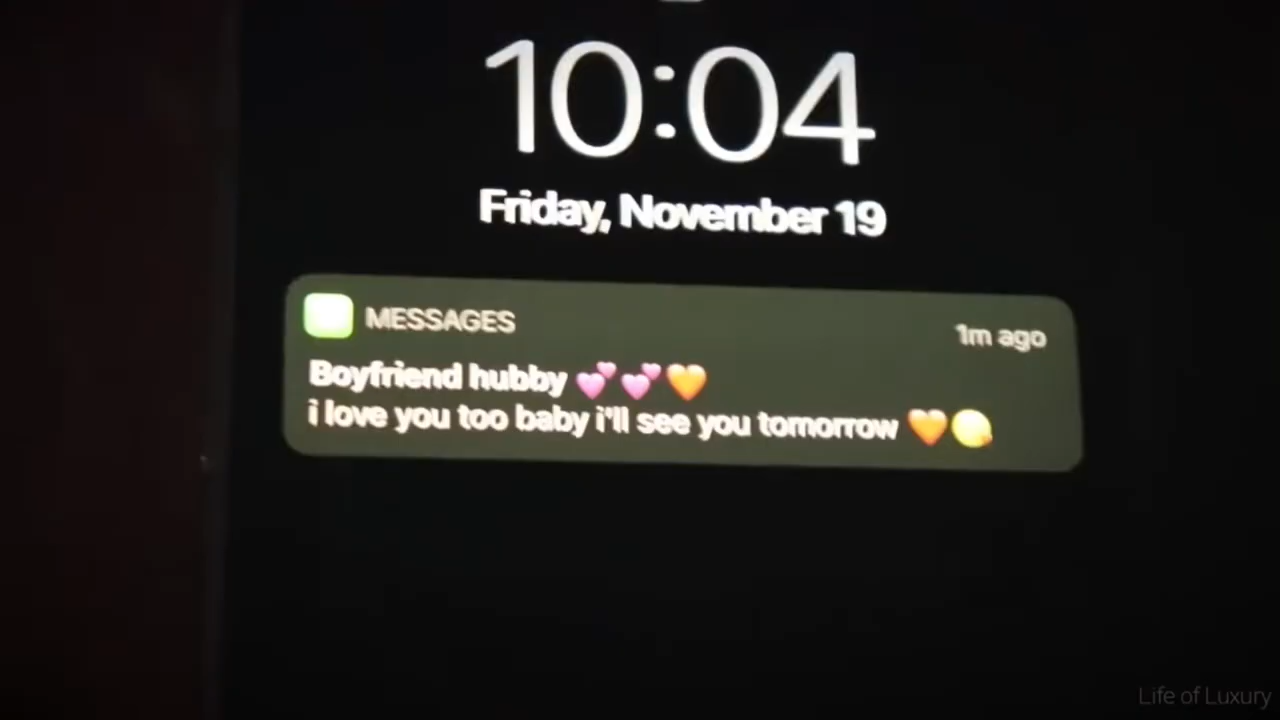 10:04
Friday, November 19
MESSAGES
1m ago
Boyfriend hubby 💕💕🧡
i love you too baby i'll see you tomorrow 🧡😘
Life of Luxury